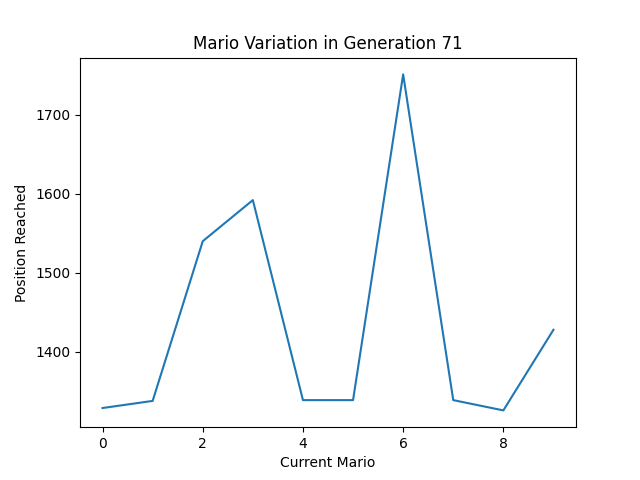 Mario Variation in Generation 71
1700
1600
1500
1400
Position Reached
0 2 4 6 8
Current Mario